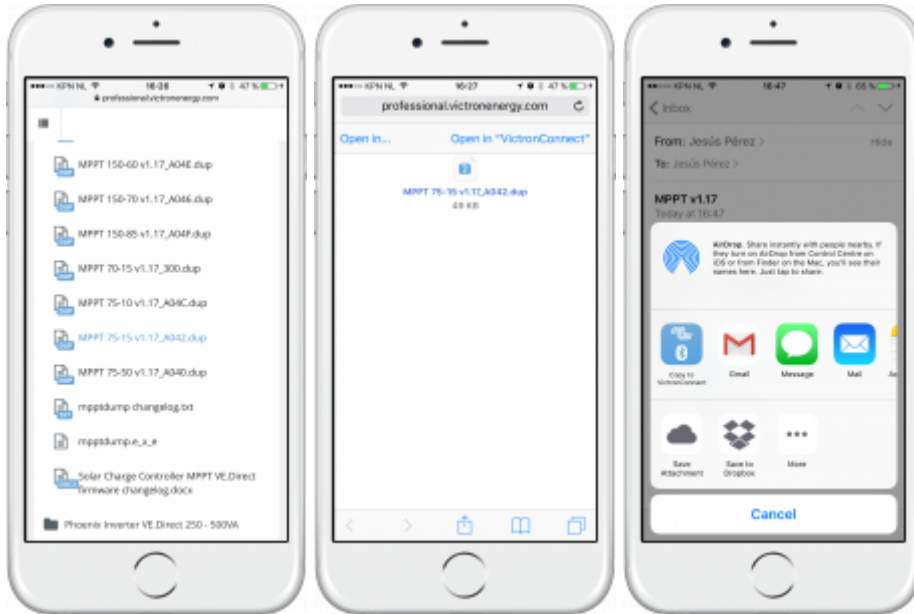 KPN NL 16:26 47 %
professional.victronenergy.com
MPPT 150-60 v1.17_A04E.dup
MPPT 150-70 v1.17_A046.dup
MPPT 150-85 v1.17_A04F.dup
MPPT 70-15 v1.17_300.dup
MPPT 75-10 v1.17_A04C.dup
MPPT 75-15 v1.17_A042.dup
MPPT 75-50 v1.17_A040.dup
mpptdump changelog.txt
mpptdump.e_x_e
Solar Charge Controller MPPT VE.Direct
firmware changelog.docx
Phoenix Inverter VE.Direct 250 - 500VA
KPN NL 16:27 47 %
professional.victronenergy.com
Open in... Open in "VictronConnect"
MPPT 75-15 v1.17_A042.dup
49 KB
KPN NL 16:47 65 %
Inbox
From: Jesús Pérez Hide
To: Jesús Pérez
MPPT v1.17
Today at 16:47
AirDrop. Share instantly with people nearby. If
they turn on AirDrop from Control Centre on
iOS or from Finder on the Mac, you'll see their
names here. Just tap to share.
Copy to
VictronConnect
Gmail
Message
Mail
Save
Attachment
Save to
Dropbox
More
Cancel